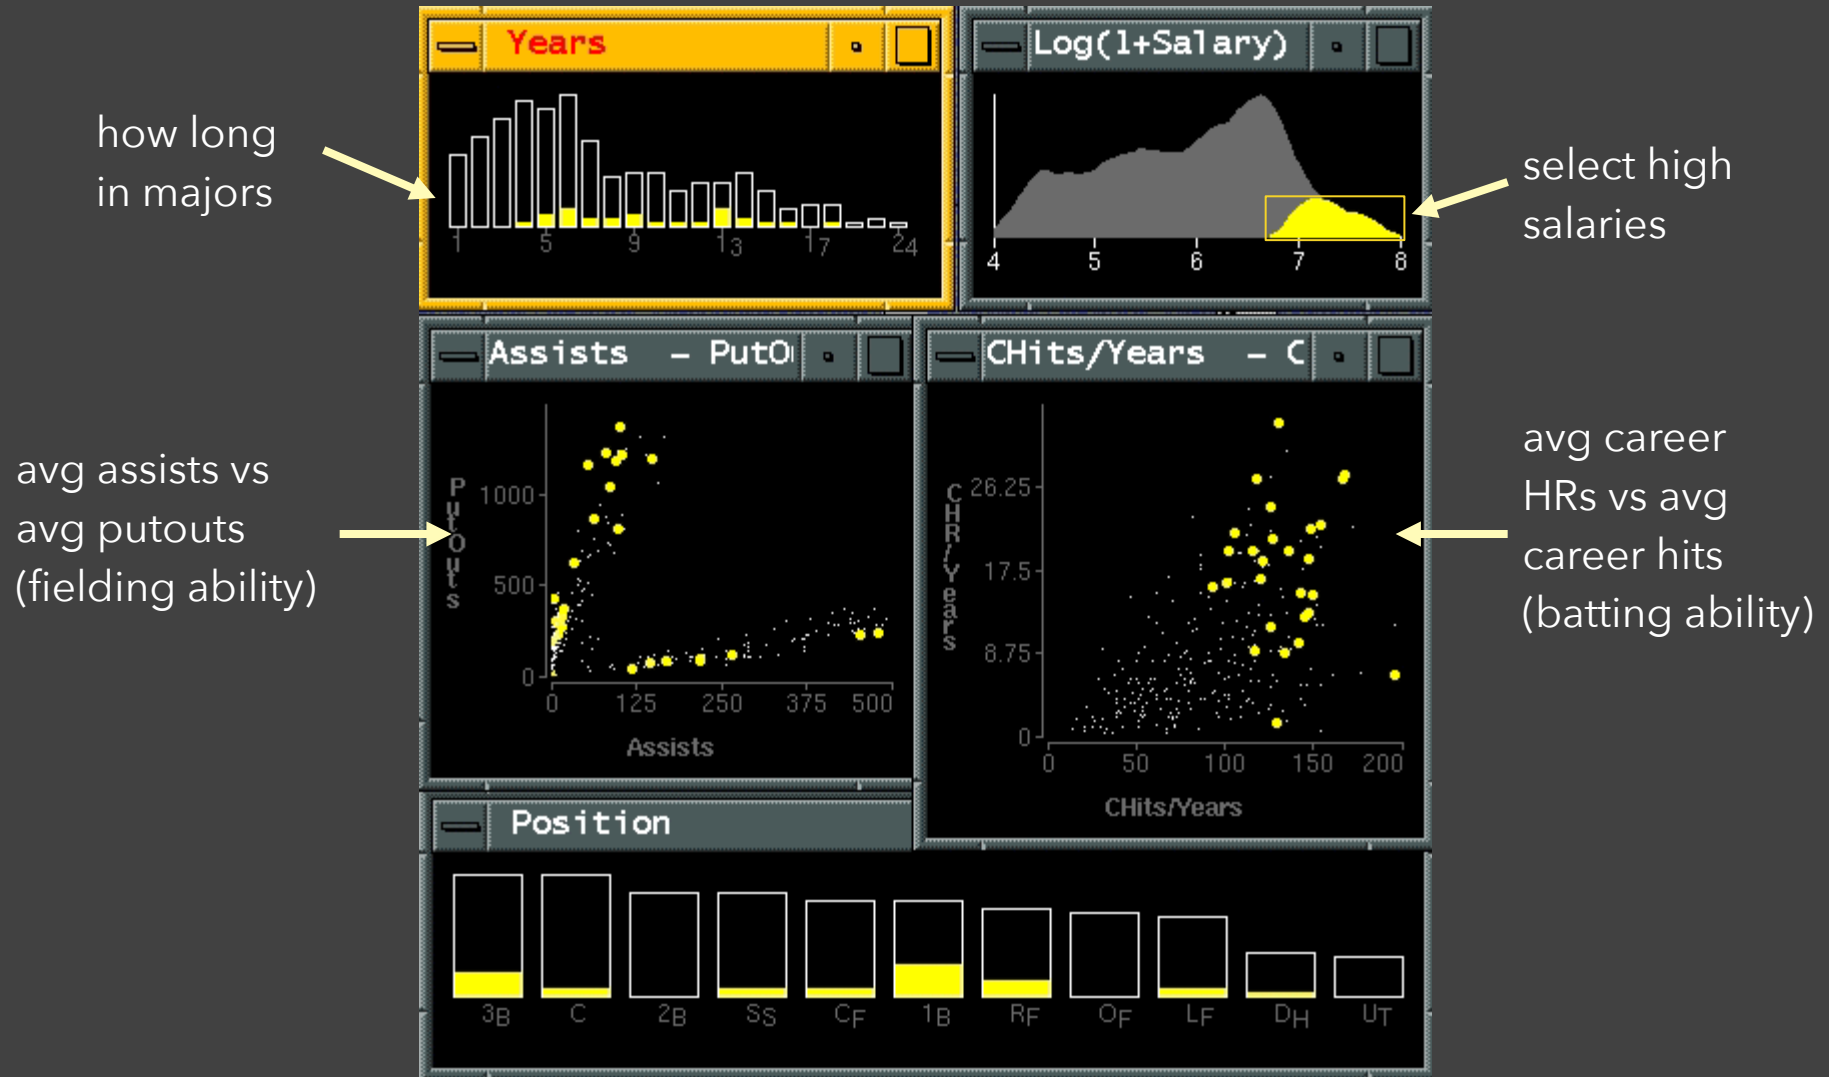 Years
Log(1+Salary)
how long
in majors
select high
salaries
1 5 9 13 17 24
4 5 6 7 8
Assists - PutO
CHits/Years - C
avg assists vs
avg putouts
(fielding ability)
avg career
HRs vs avg
career hits
(batting ability)
PutOuts
1000
500
0
0 125 250 375 500
Assists
CHR/Years
26.25
17.5
8.75
0
0 50 100 150 200
CHits/Years
Position
3B C 2B SS CF 1B RF OF LF DH UT